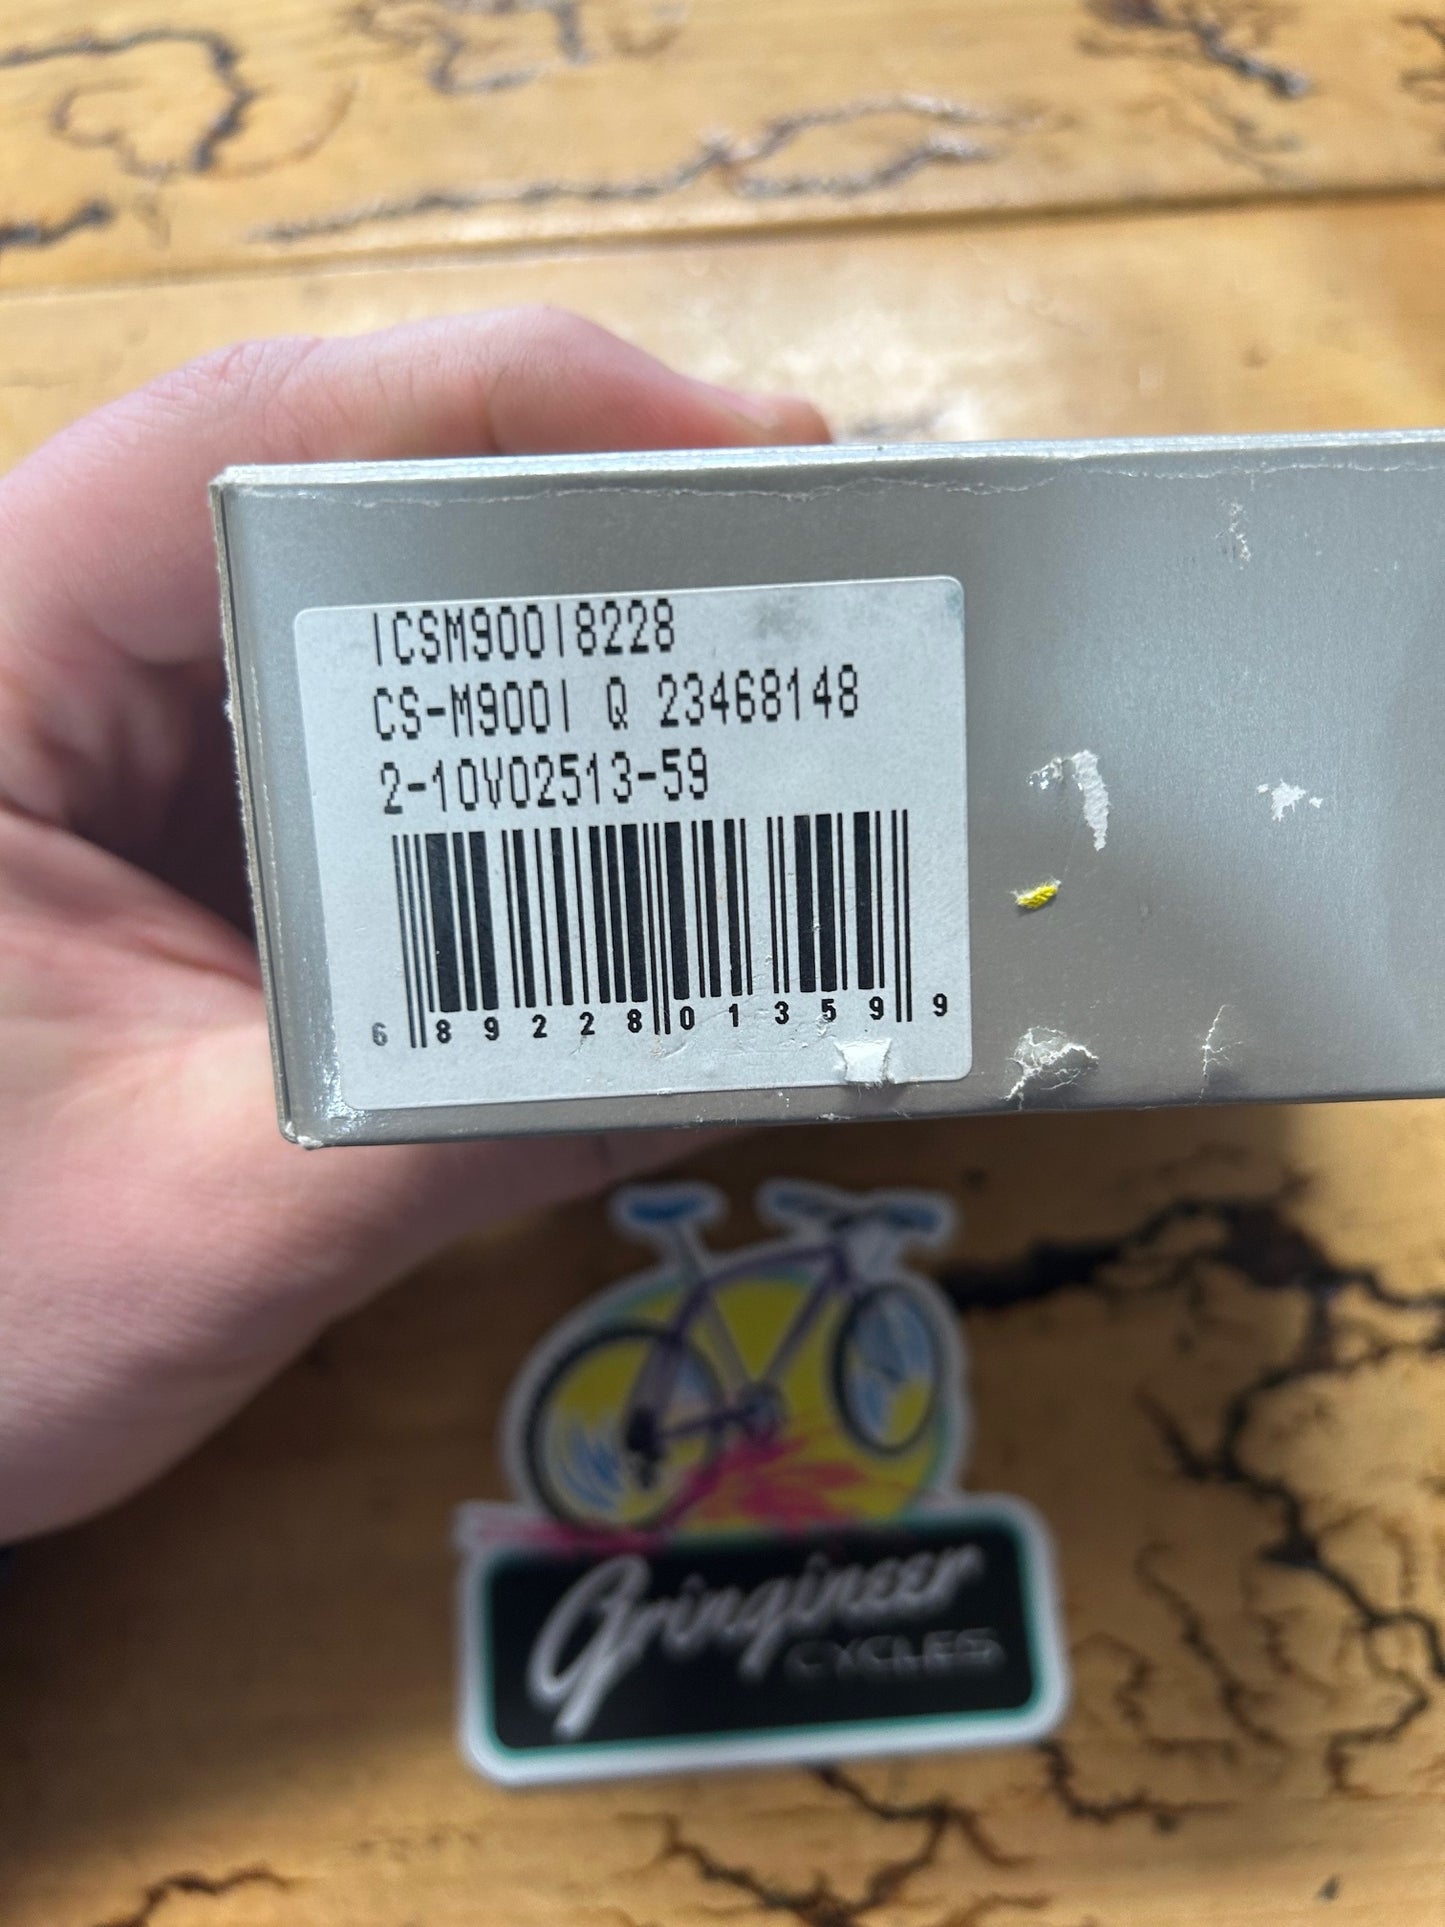 ICSM900I8228
CS-M900I Q 23468148
2-10V02513-59
6 89228 01359 9
Gringineer
CYCLES